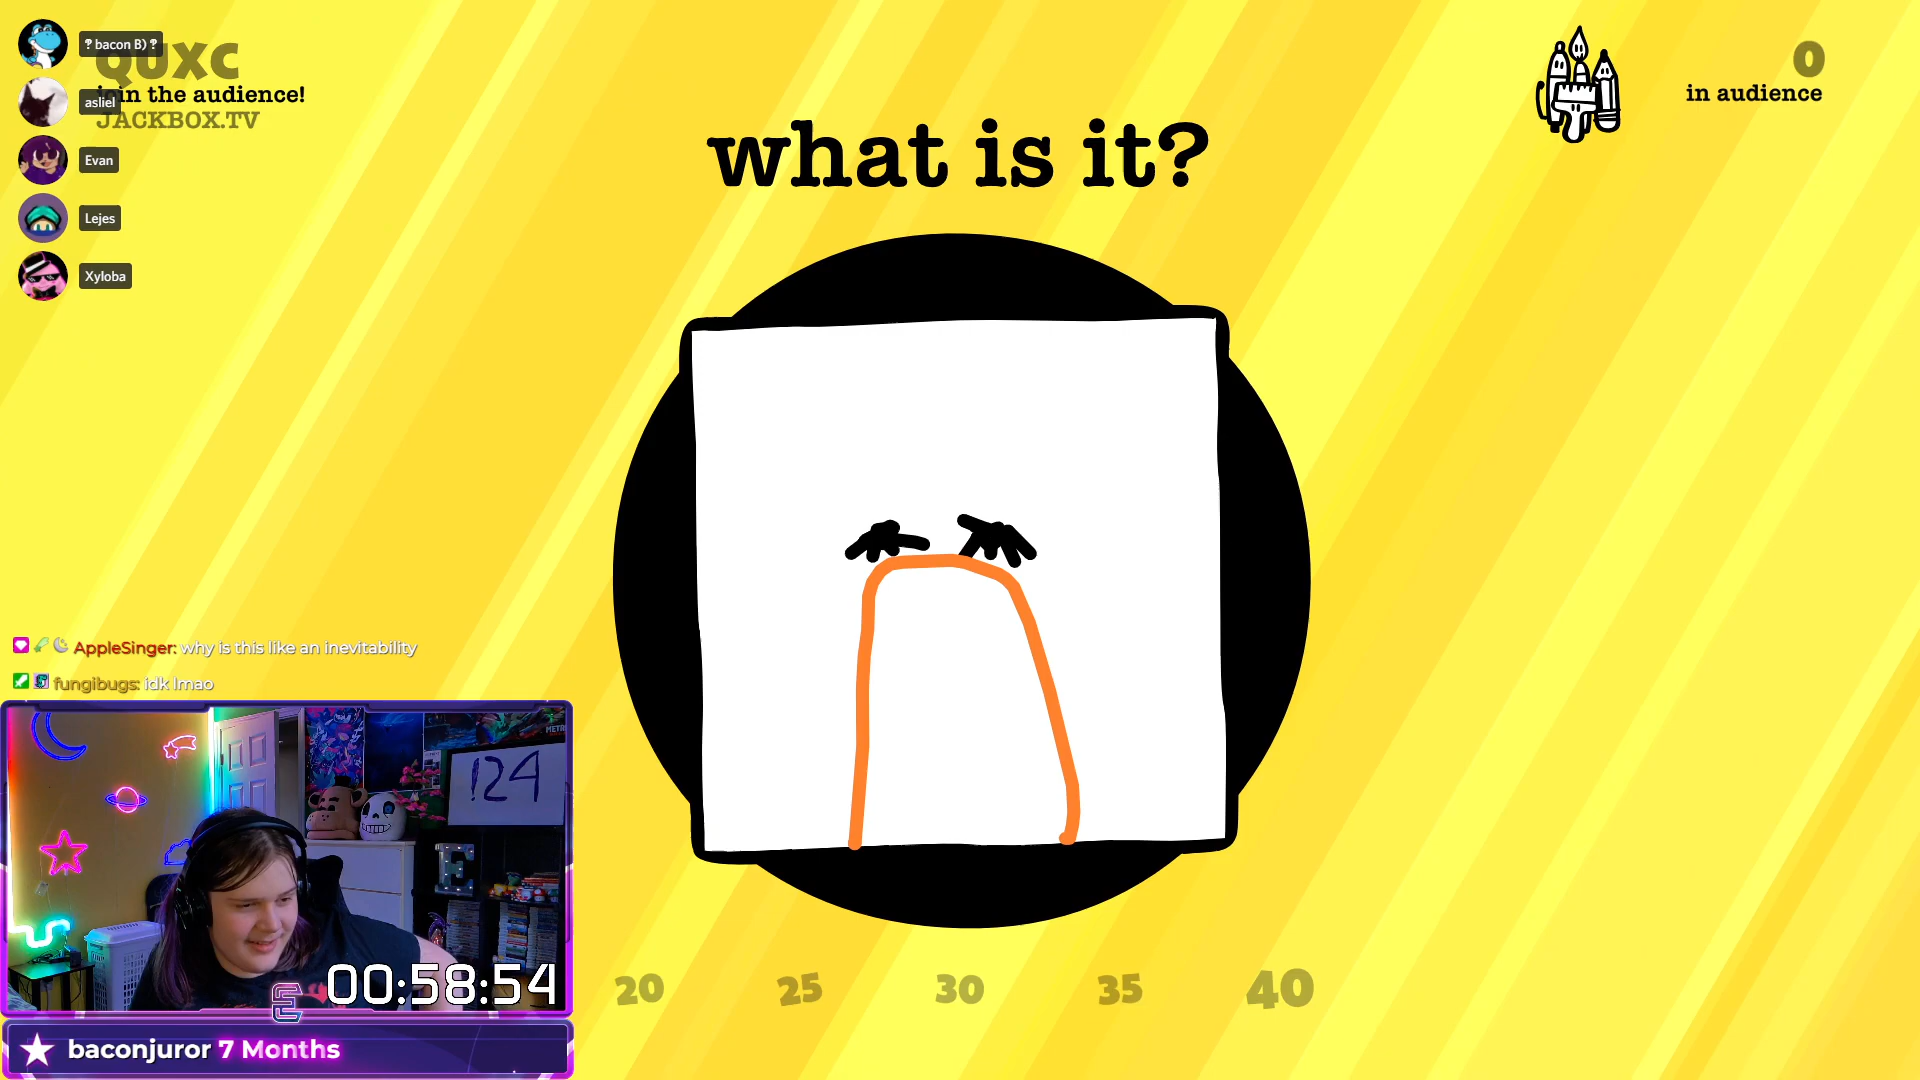 QUXC
join the audience!
JACKBOX.TV
‽ bacon B) ‽
asliel
Evan
Lejes
Xyloba
what is it?
0
in audience
AppleSinger: why is this like an inevitability
fungibugs: idk lmao
!24
E
00:58:54
baconjuror 7 Months
20 25 30 35 40